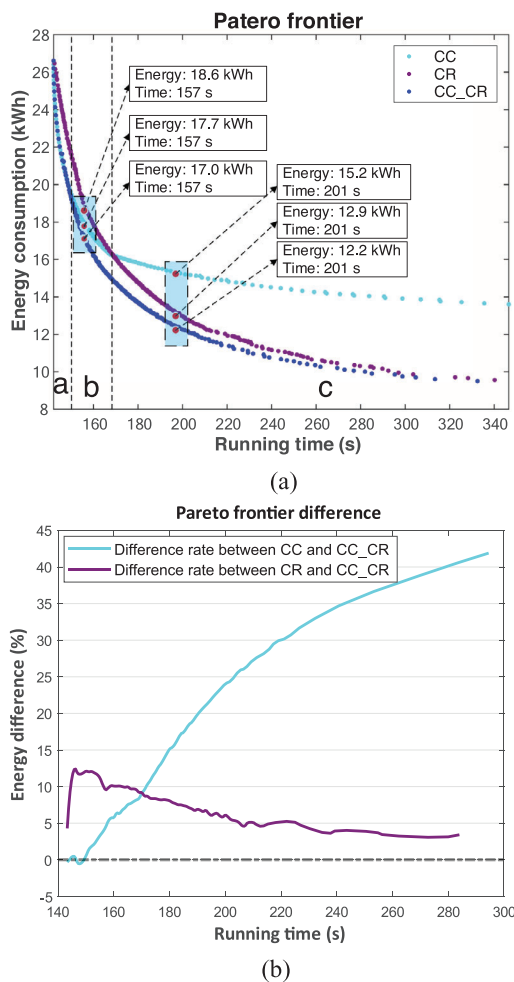 Patero frontier
Energy consumption (kWh)
28
26
24
22
20
18
16
14
12
10
8
CC
CR
CC_CR
Energy: 18.6 kWh
Time: 157 s
Energy: 17.7 kWh
Time: 157 s
Energy: 17.0 kWh
Time: 157 s
Energy: 15.2 kWh
Time: 201 s
Energy: 12.9 kWh
Time: 201 s
Energy: 12.2 kWh
Time: 201 s
a b c
160 180 200 220 240 260 280 300 320 340
Running time (s)
(a)
Pareto frontier difference
Energy difference (%)
45
40
35
30
25
20
15
10
5
0
-5
Difference rate between CC and CC_CR
Difference rate between CR and CC_CR
140 160 180 200 220 240 260 280 300
Running time (s)
(b)